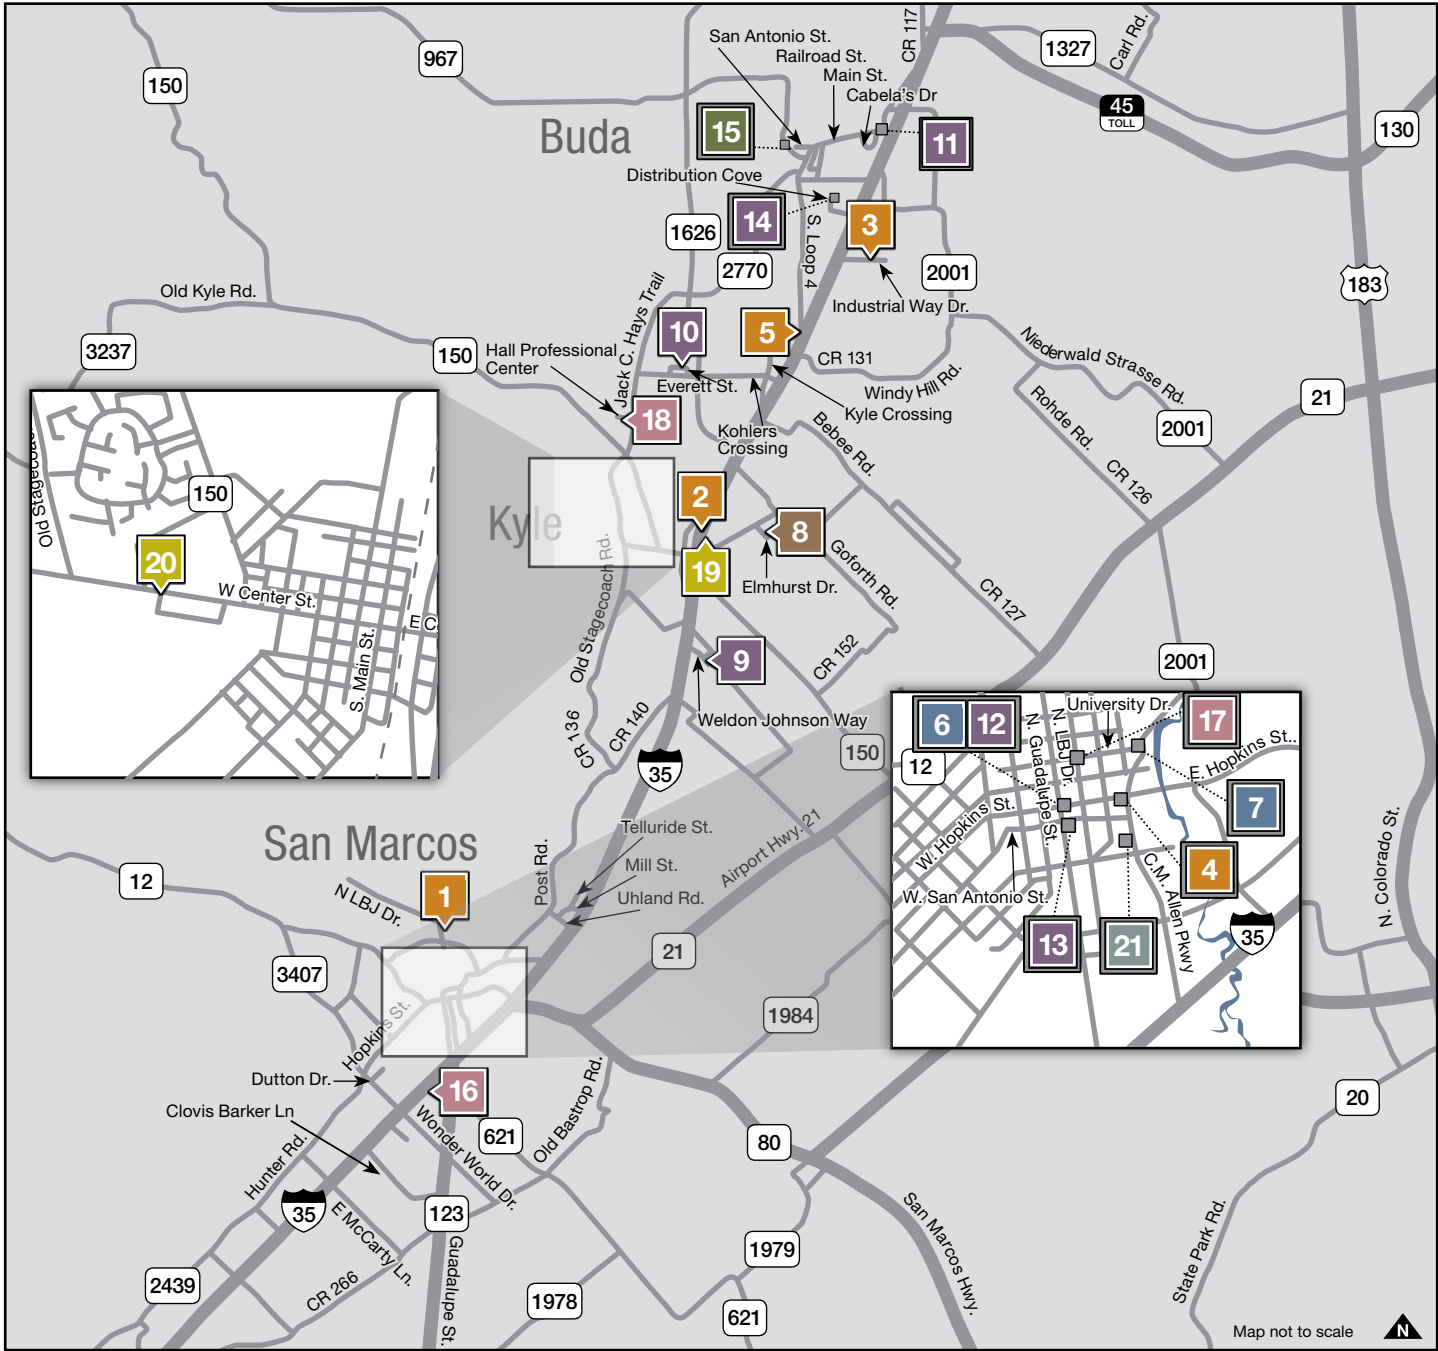 CR 117
Carl Rd.
San Antonio St.
Railroad St.
Main St.
Cabela's Dr
1327
967
150
45
TOLL
130
Buda
15
11
Distribution Cove
14
3
1626
S. Loop 4
2770
2001
183
Old Kyle Rd.
Industrial Way Dr.
Jack C. Hays Trail
10
5
3237
150
Hall Professional
Center
CR 131
Niederwald Strasse Rd.
Everett St.
Windy Hill Rd.
Kyle Crossing
21
18
Kohlers
Crossing
Bebee Rd.
Rohde Rd.
2001
CR 126
Old Stagecoa
150
2
Kyle
8
19
Elmhurst Dr.
Goforth Rd.
20
W Center St.
E C
S. Main St.
Old Stagecoach Rd.
CR 127
CR 152
9
2001
Weldon Johnson Way
CR 136
CR 140
35
150
6
12
N. Guadalupe St.
N. LBJ Dr.
University Dr.
17
12
E. Hopkins St..
7
W. Hopkins St.
4
W. San Antonio St.
C.M. Allen Pkwy
13
21
35
N. Colorado St.
San Marcos
Telluride St.
Mill St.
Uhland Rd.
Post Rd.
Airport Hwy. 21
12
N LBJ Dr.
1
21
3407
1984
Hopkins St.
Dutton Dr.
16
Clovis Barker Ln
Wonder World Dr.
621
Old Bastrop Rd.
80
20
Hunter Rd.
35
E McCarty Ln.
123
Guadalupe St.
CR 266
2439
1978
1979
621
San Marcos Hwy.
State Park Rd.
Map not to scale
N